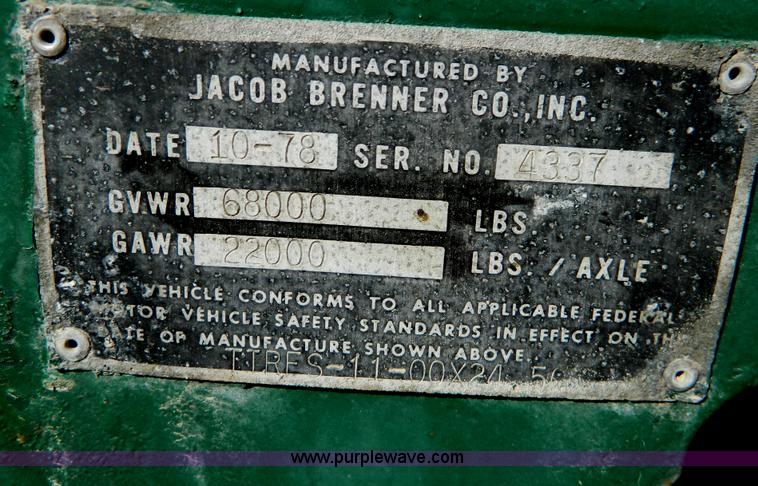 MANUFACTURED BY
JACOB BRENNER CO., INC.
DATE 10-78 SER. NO. 4337
GVWR 68000 LBS.
GAWR 22000 LBS. / AXLE
THIS VEHICLE CONFORMS TO ALL APPLICABLE FEDERAL
MOTOR VEHICLE SAFETY STANDARDS IN EFFECT ON THE
DATE OF MANUFACTURE SHOWN ABOVE.
TIRES-11-00X24.5
www.purplewave.com